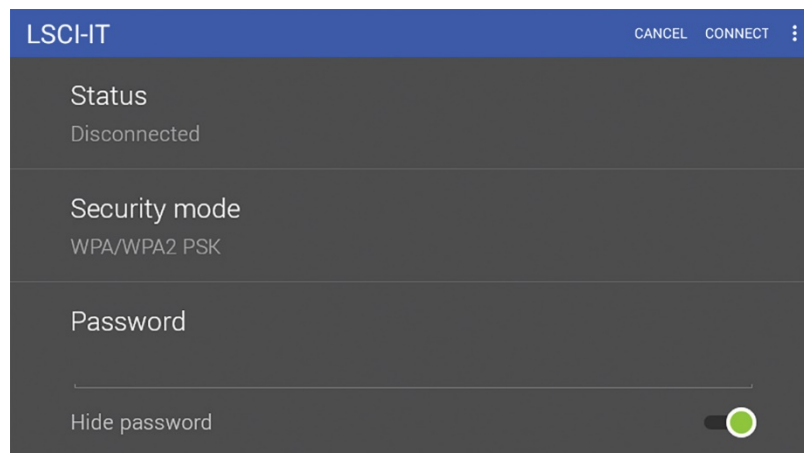 LSCI-IT CANCEL CONNECT
Status
Disconnected
Security mode
WPA/WPA2 PSK
Password
Hide password